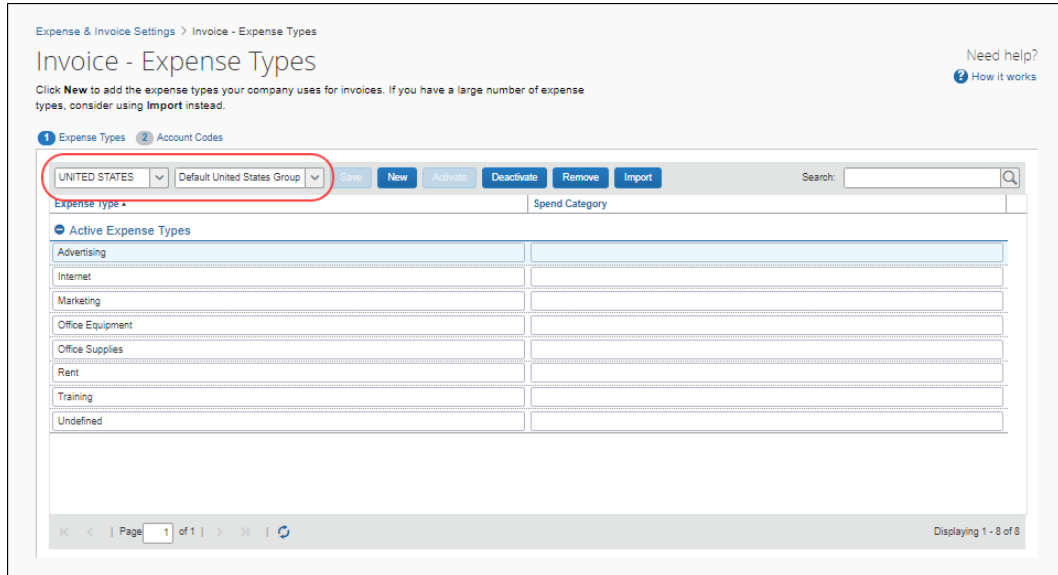 Expense & Invoice Settings > Invoice - Expense Types
Invoice - Expense Types
Need help?
? How it works
Click New to add the expense types your company uses for invoices. If you have a large number of expense
types, consider using Import instead.
1 Expense Types 2 Account Codes
UNITED STATES Default United States Group Save New Activate Deactivate Remove Import Search:
Expense Type Spend Category
Active Expense Types
Advertising
Internet
Marketing
Office Equipment
Office Supplies
Rent
Training
Undefined
| Page 1 of 1 | | Displaying 1 - 8 of 8